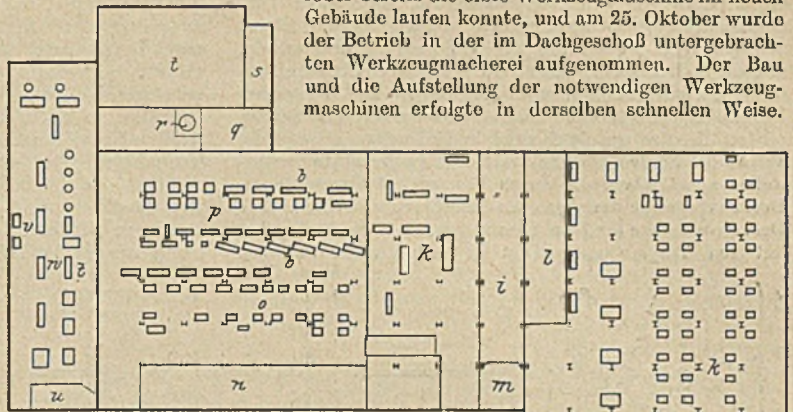 Gebäude laufen konnte, und am 25. Oktober wurde
der Betrieb in der im Dachgeschoß untergebrach-
ten Werkzeugmacherei aufgenommen. Der Bau
und die Aufstellung der notwendigen Werkzeug-
maschinen erfolgte in derselben schnellen Weise.
t
s
r
q
b
p
k
v
i
l
b
w
z
o
k
n
m
u